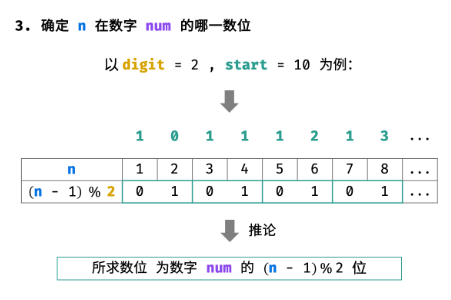 3. 确定 n 在数字 num 的哪一数位
以 digit = 2 , start = 10 为例:
1 0 1 1 1 2 1 3 ...
n 1 2 3 4 5 6 7 8 ...
(n - 1) % 2 0 1 0 1 0 1 0 1 ...
推论
所求数位 为数字 num 的 (n - 1)%2 位